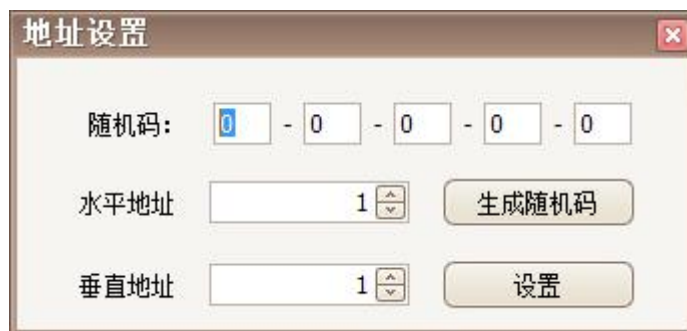 地址设置
随机码: 0 - 0 - 0 - 0 - 0
水平地址 1 生成随机码
垂直地址 1 设置